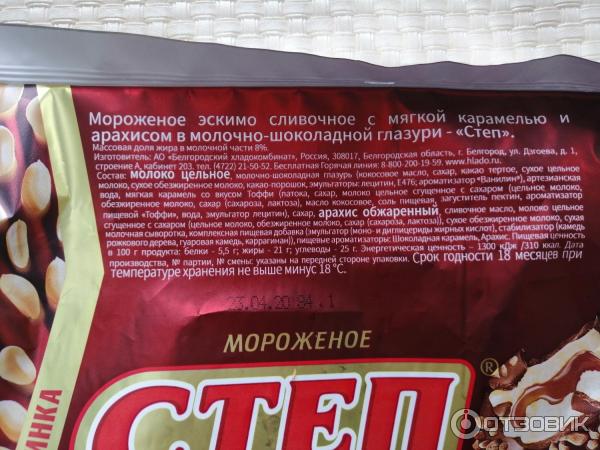 Мороженое эскимо сливочное с мягкой карамелью и
арахисом в молочно-шоколадной глазури - «Степ».
Массовая доля жира в молочной части 8%.
Изготовитель: АО «Белгородский хладокомбинат», Россия, 308017, Белгородская область, г. Белгород, ул. Дзгоева, д. 1,
строение А, кабинет 203, тел. (4722) 21-50-52. Бесплатная Горячая линия: 8-800-200-19-59. www.hlado.ru.
Состав: молоко цельное, молочно-шоколадная глазурь (кокосовое масло, сахар, какао тертое, сухое цельное
молоко, сухое обезжиренное молоко, какао-порошок, эмульгаторы: лецитин, Е476; ароматизатор «Ванилин»), артезианская
вода, мягкая карамель со вкусом Тоффи (патока, сахар, молоко цельное сгущенное с сахаром (цельное молоко,
обезжиренное молоко, сахар (сахароза, лактоза), масло кокосовое, соль пищевая, загуститель пектин, ароматизатор
пищевой «Тоффи», вода, эмульгатор лецитин), сахар, арахис обжаренный, сливочное масло, молоко цельное
сгущенное с сахаром (цельное молоко, обезжиренное молоко, сахар (сахароза, лактоза)), сухое обезжиренное молоко, сухая
молочная сыворотка, комплексная пищевая добавка (эмульгатор (моно- и диглицериды жирных кислот), стабилизатор (камедь
рожкового дерева, гуаровая камедь, каррагинан)), пищевые ароматизаторы: Шоколадная карамель, Арахис. Пищевая ценность
в 100 г продукта: белки - 5,5 г; жиры - 21 г; углеводы - 25 г. Энергетическая ценность – 1300 кДж /310 ккал. Дата
производства, № партии, № смены: указаны на передней стороне упаковки. Срок годности 18 месяцев при
температуре хранения не выше минус 18 °С.
23.04.20 94.1
МОРОЖЕНОЕ
СТЕП
®
ИНКА
ОТЗОВИК